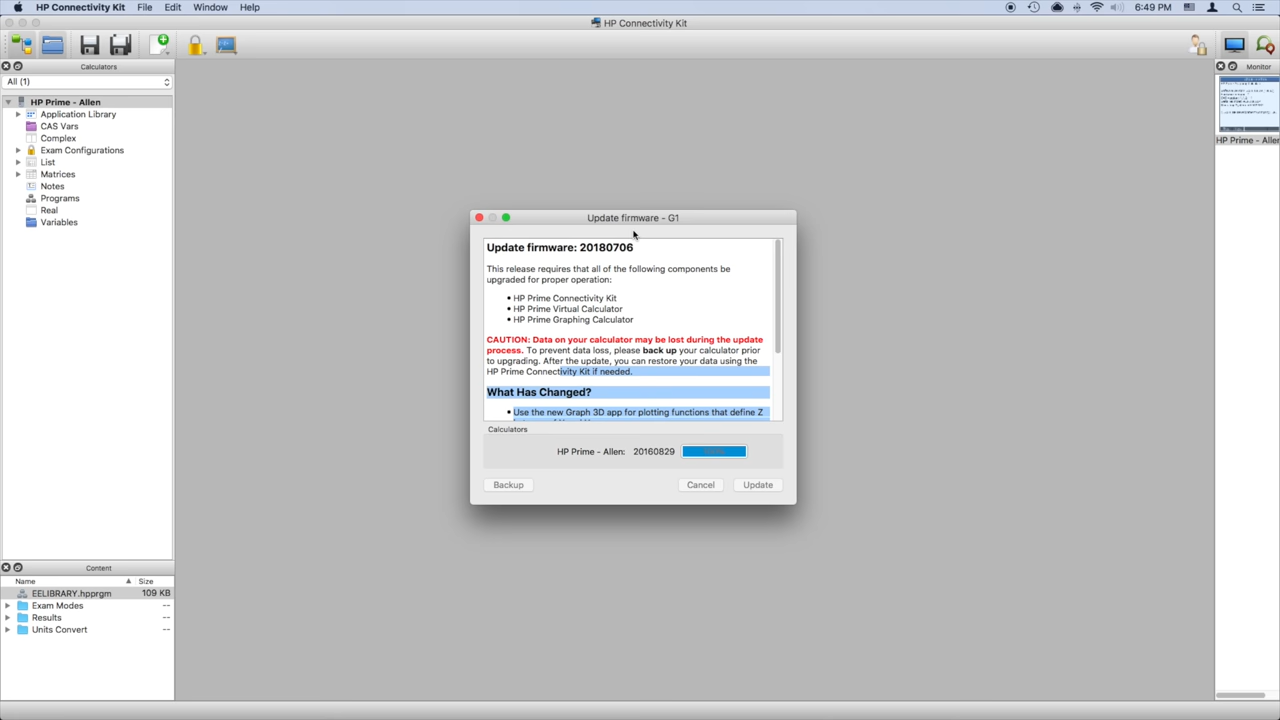 HP Connectivity Kit File Edit Window Help 6:49 PM
HP Connectivity Kit
Calculators
All (1)
HP Prime - Allen
Application Library
CAS Vars
Complex
Exam Configurations
List
Matrices
Notes
Programs
Real
Variables
Content
Name Size
EELIBRARY.hpprgm 109 KB
Exam Modes --
Results --
Units Convert --
Update firmware - G1
Update firmware: 20180706
This release requires that all of the following components be
upgraded for proper operation:
• HP Prime Connectivity Kit
• HP Prime Virtual Calculator
• HP Prime Graphing Calculator
CAUTION: Data on your calculator may be lost during the update
process. To prevent data loss, please back up your calculator prior
to upgrading. After the update, you can restore your data using the
HP Prime Connectivity Kit if needed.
What Has Changed?
• Use the new Graph 3D app for plotting functions that define Z
Calculators
HP Prime - Allen: 20160829
Backup Cancel Update
Monitor
HP Prime - Allen